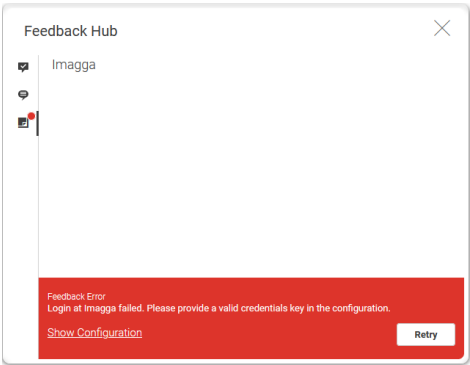 Feedback Hub
Imagga
Feedback Error
Login at Imagga failed. Please provide a valid credentials key in the configuration.
Show Configuration
Retry